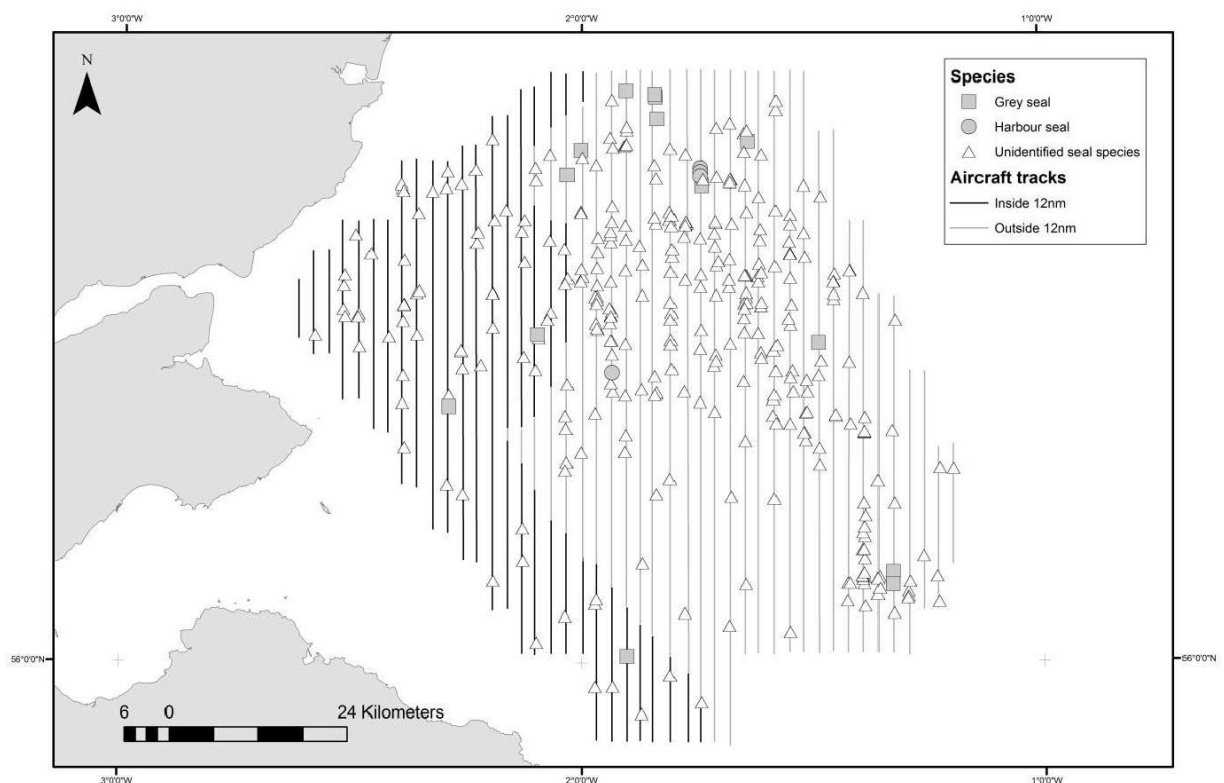 3°0'0"W 2°0'0"W 1°0'0"W
N
Species
Grey seal
Harbour seal
Unidentified seal species
Aircraft tracks
Inside 12nm
Outside 12nm
56°0'0"N 56°0'0"N
6 0 24 Kilometers
3°0'0"W 2°0'0"W 1°0'0"W